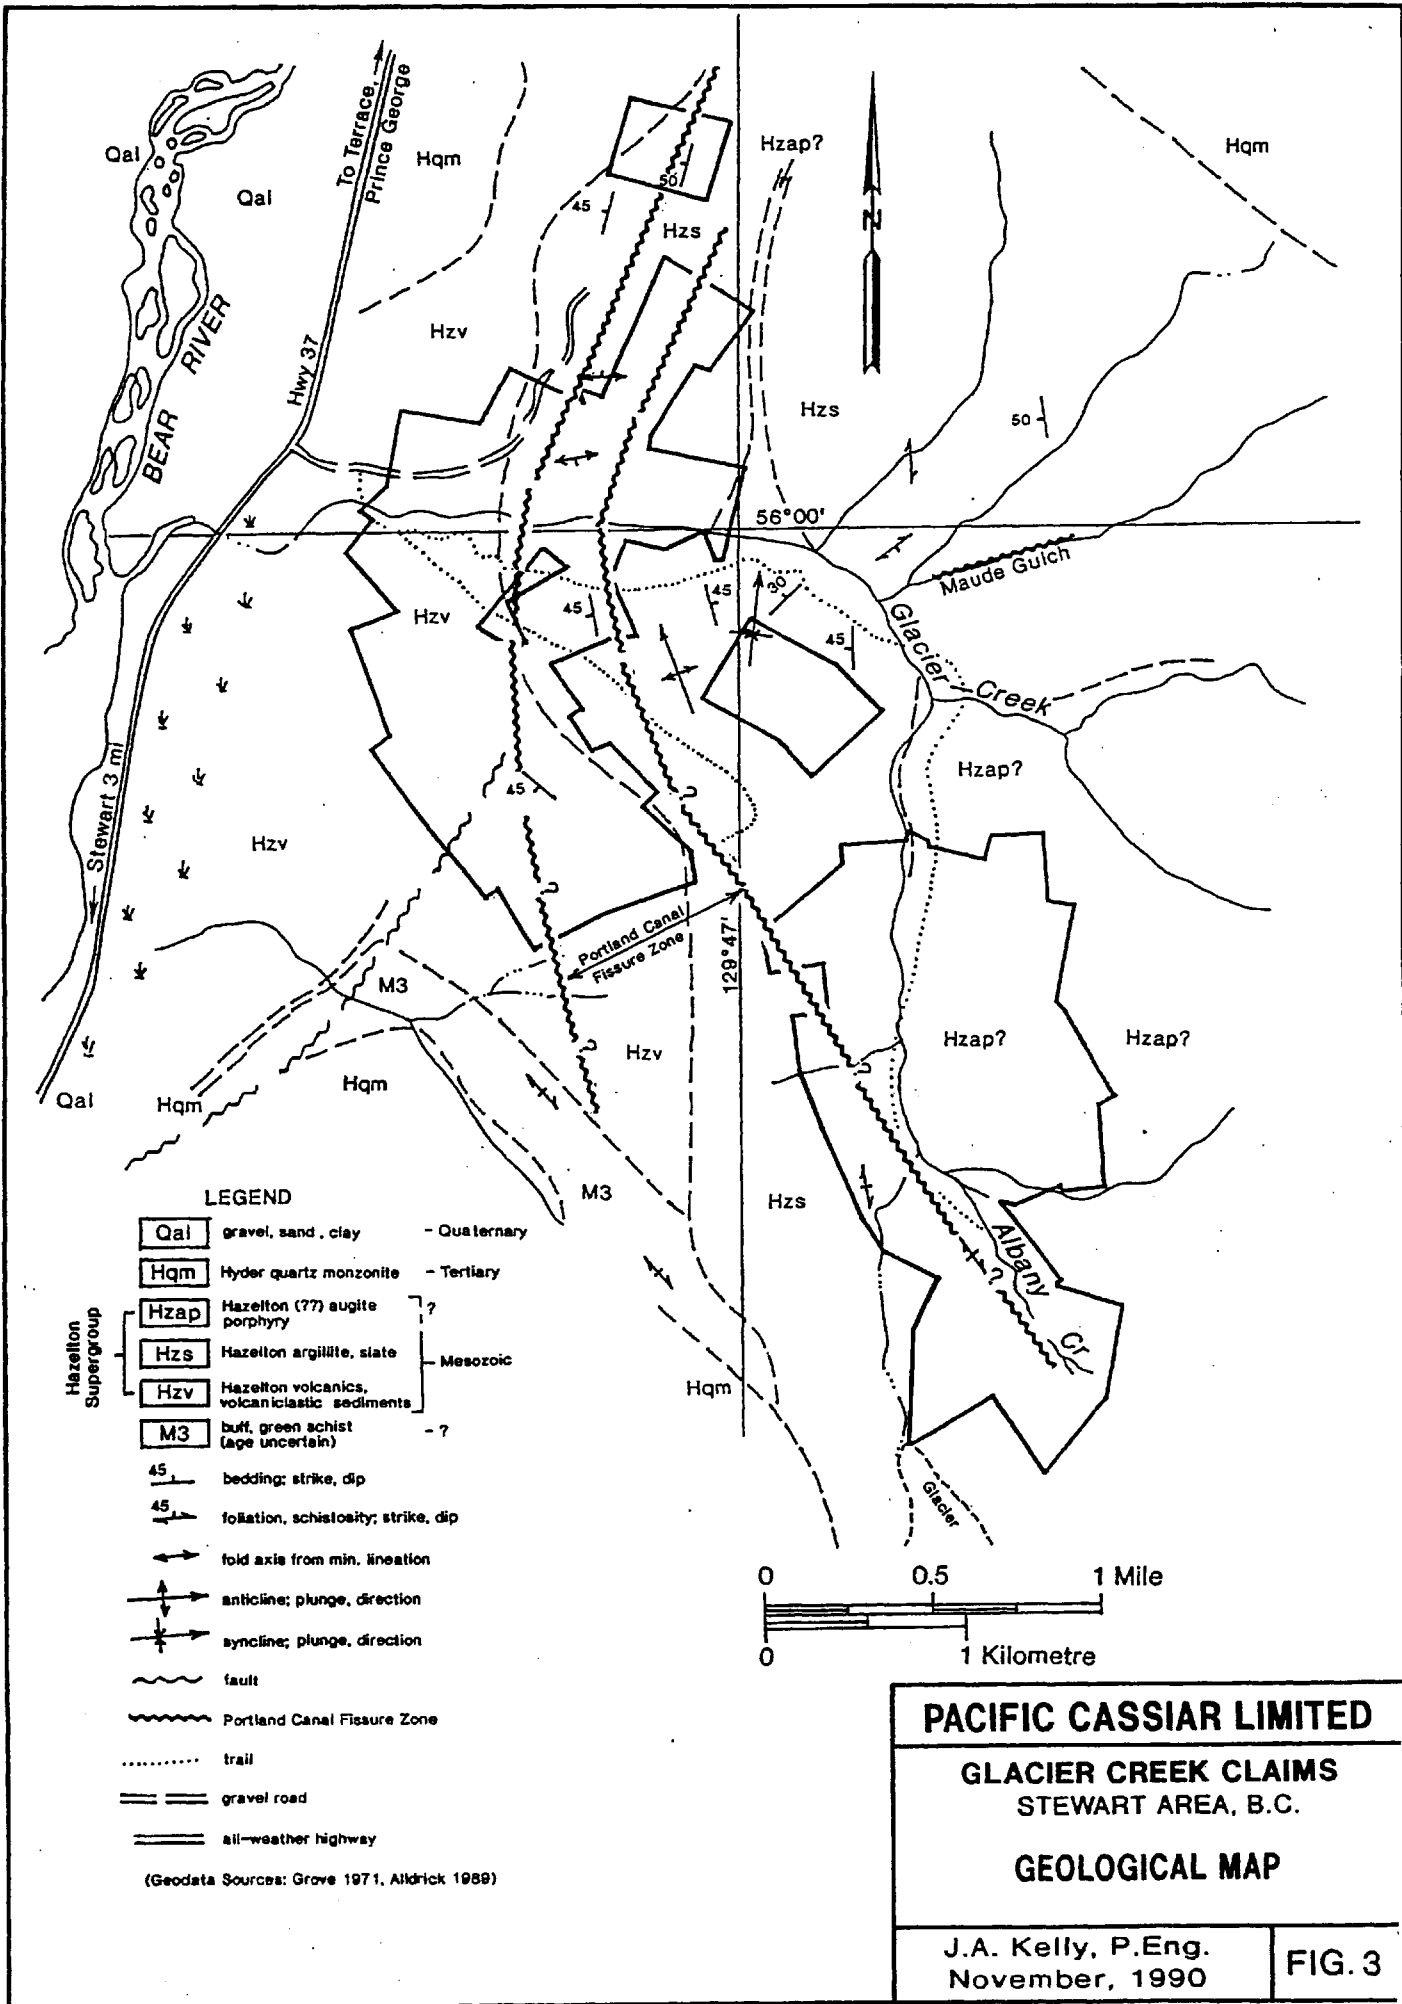 To Terrace,
Prince George
Qal
Qal
Hqm
Hzap?
Hqm
50
45
Hzs
BEAR RIVER
Hwy 37
Hzv
Hzs
50
56°00'
Maude Gulch
45
45
30
45
Hzv
Glacier Creek
Stewart 3 mi
45
?
Hzap?
Hzv
?
Portland Canal
Fissure Zone
129°47'
M3
Hzap?
Hzap?
?
Hzv
?
Hqm
Qal
Hqm
M3
Hzs
Albany Cr
?
Hqm
Glacier
N
LEGEND
Qal gravel, sand, clay - Quaternary
Hqm Hyder quartz monzonite - Tertiary
Hazelton
Supergroup
Hzap Hazelton (??) augite
porphyry
?
Hzs Hazelton argillite, slate
- Mesozoic
Hzv Hazelton volcanics,
volcaniclastic sediments
M3 buff, green schist
(age uncertain)
- ?
45 bedding; strike, dip
45 foliation, schistosity; strike, dip
fold axis from min. lineation
anticline; plunge, direction
syncline; plunge, direction
fault
Portland Canal Fissure Zone
trail
gravel road
all-weather highway
(Geodata Sources: Grove 1971, Alldrick 1989)
0 0.5 1 Mile
0 1 Kilometre
PACIFIC CASSIAR LIMITED
GLACIER CREEK CLAIMS
STEWART AREA, B.C.
GEOLOGICAL MAP
J.A. Kelly, P.Eng.
November, 1990
FIG. 3